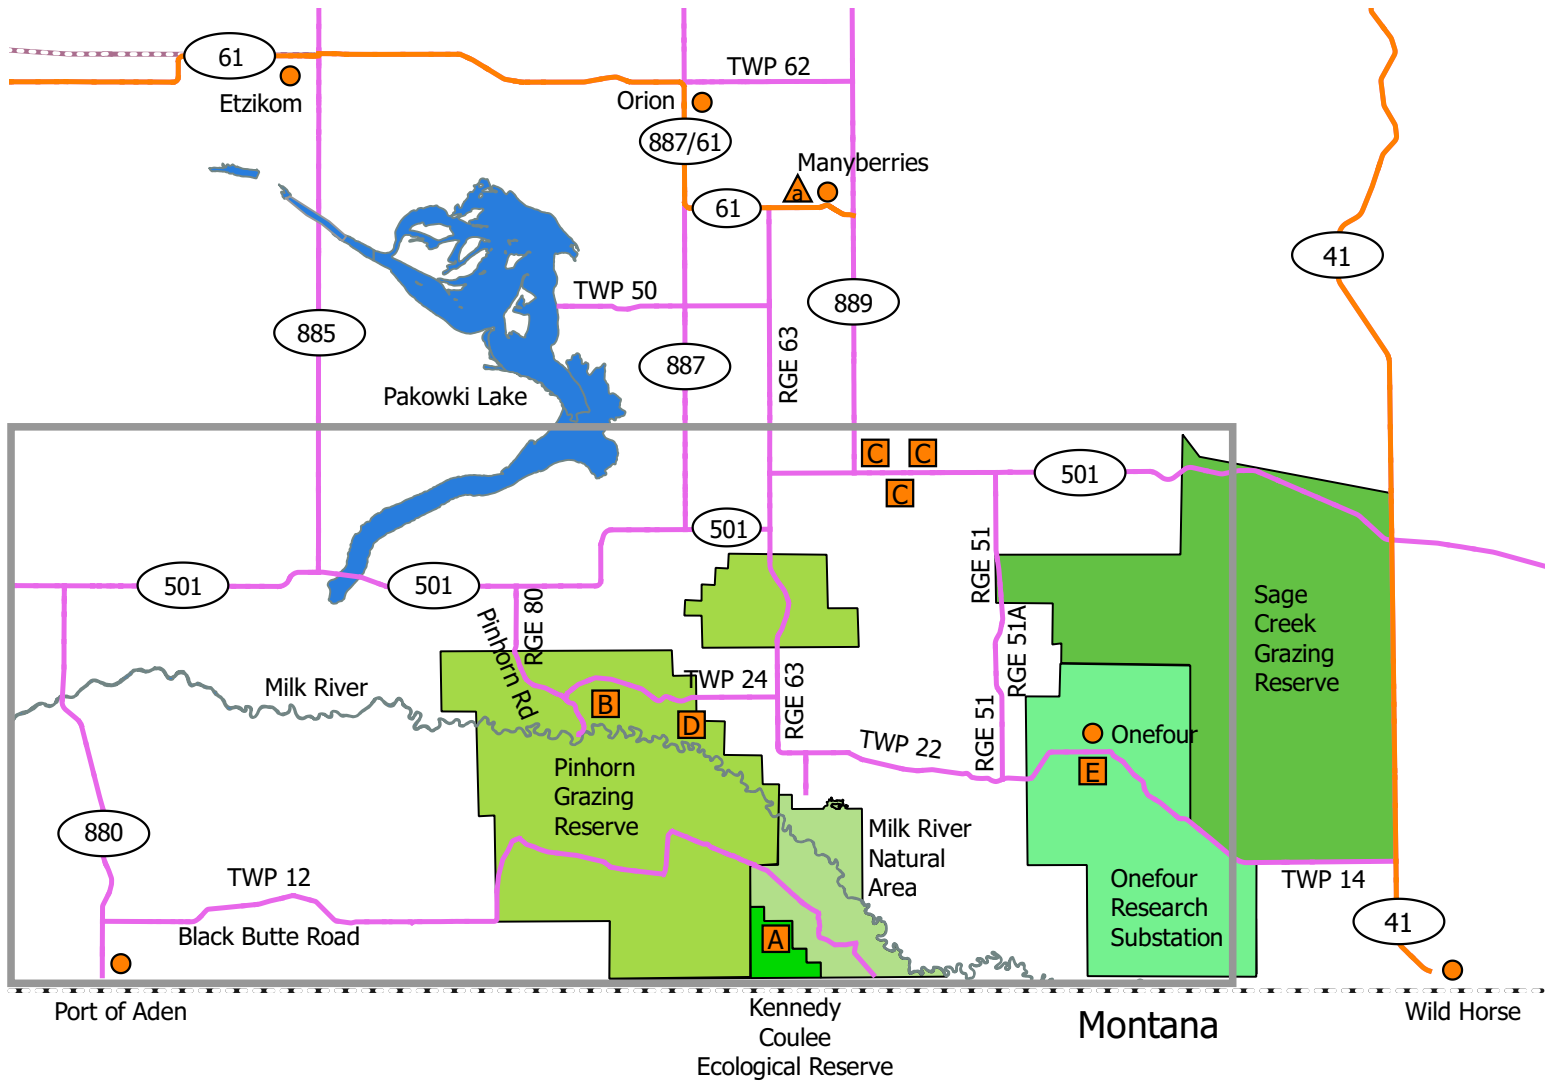 61
TWP 62
Etzikom
Orion
887/61
Manyberries
a
61
41
TWP 50
889
885
RGE 63
887
Pakowki Lake
C
C
501
C
501
501
501
RGE 51
RGE 80
Pinhorn Rd
RGE 51A
Sage
Creek
Grazing
Reserve
Milk River
TWP 24
RGE 63
B
D
RGE 51
TWP 22
Onefour
E
Pinhorn
Grazing
Reserve
880
Milk River
Natural
Area
TWP 12
Black Butte Road
A
Onefour
Research
Substation
TWP 14
41
Port of Aden
Kennedy
Coulee
Ecological Reserve
Montana
Wild Horse